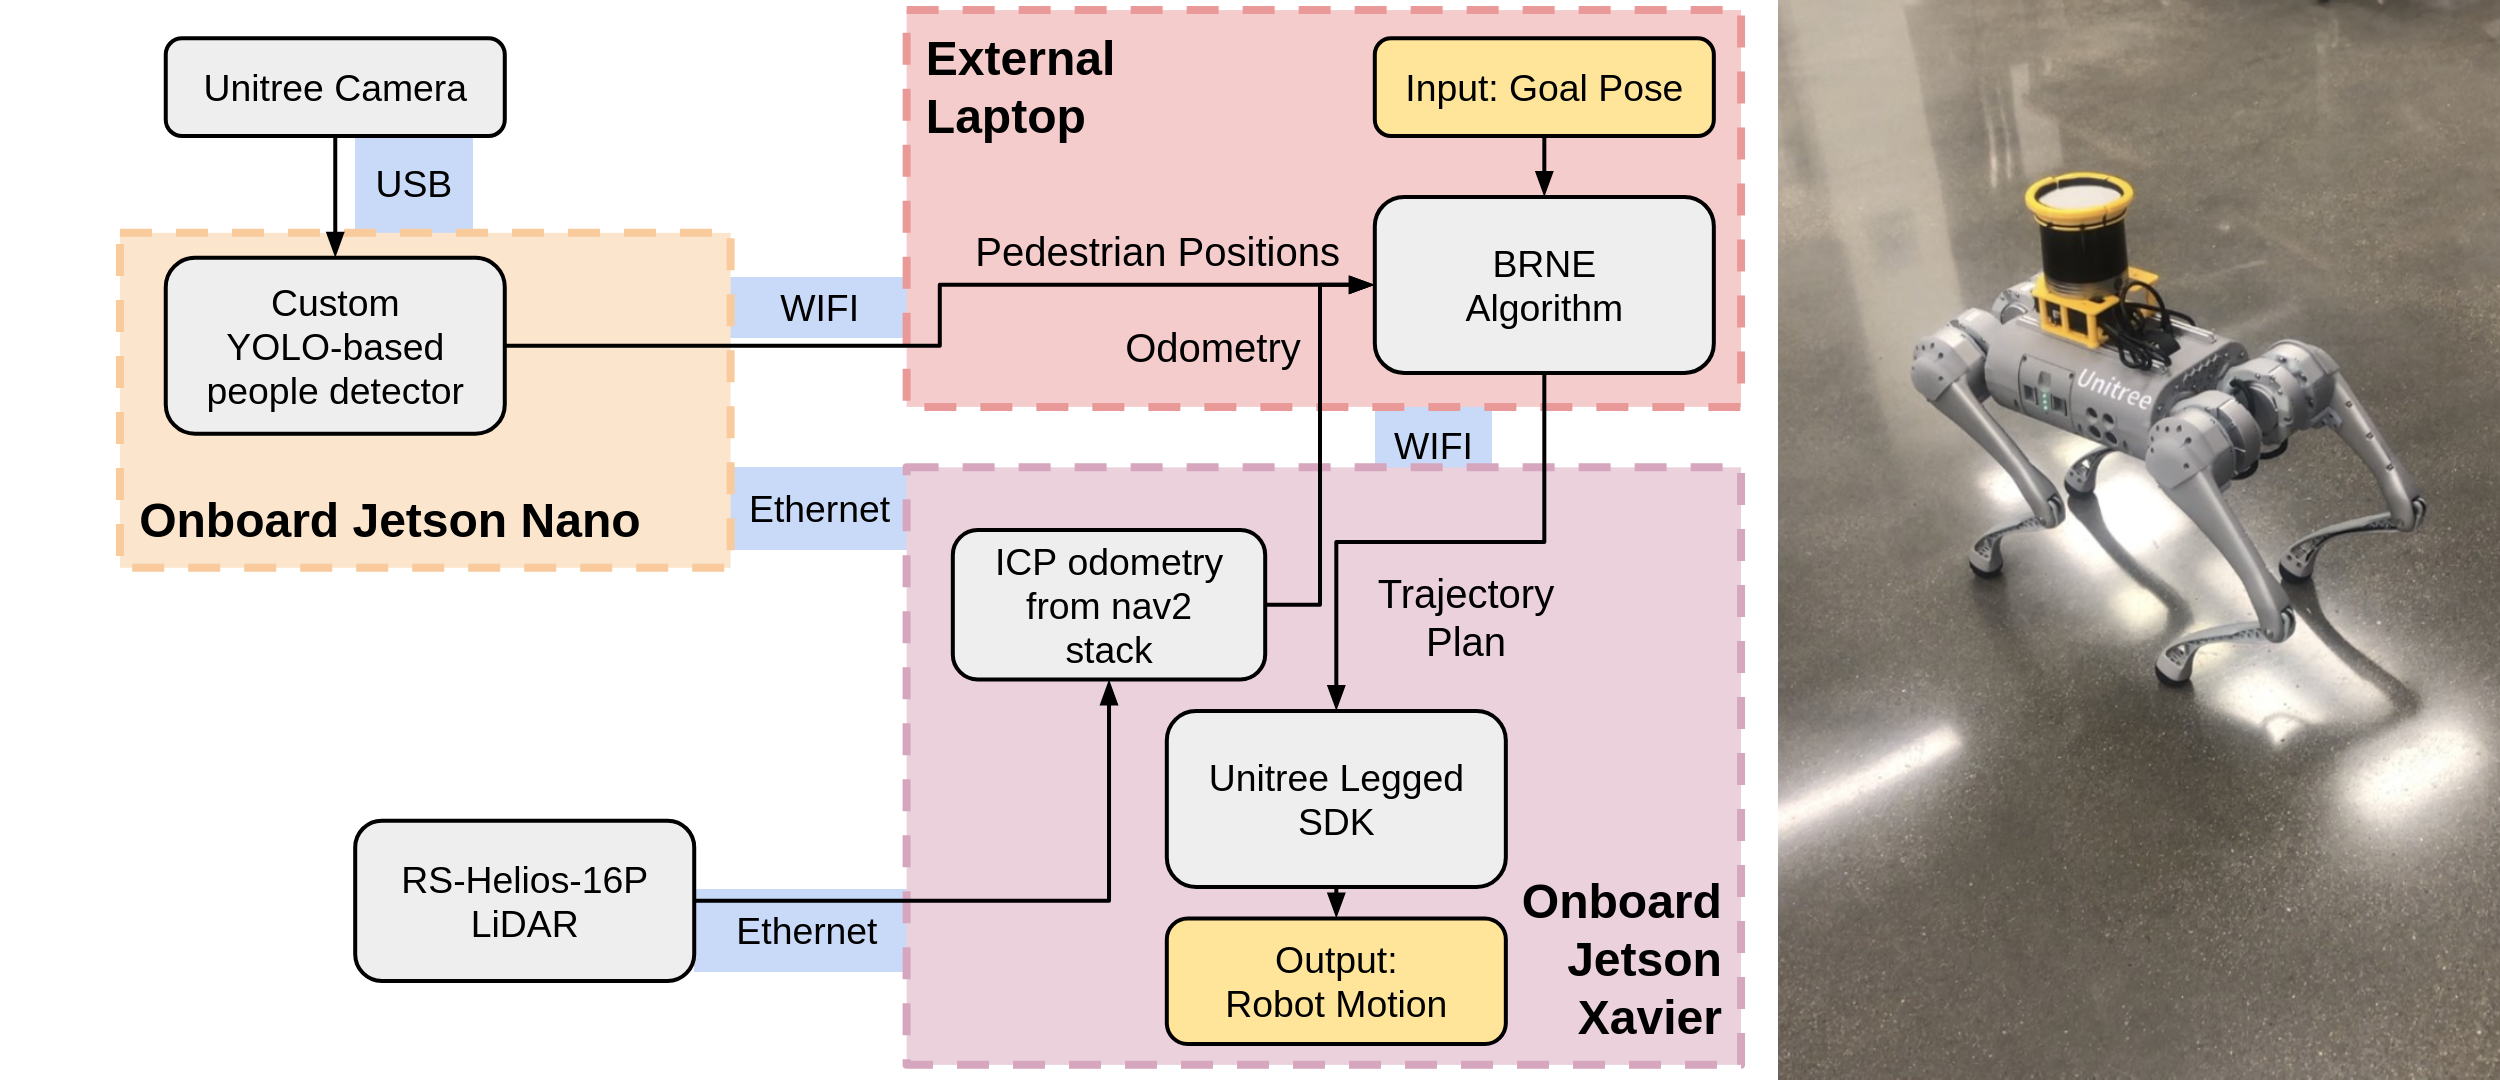 Unitree Camera
USB
Custom
YOLO-based
people detector
Onboard Jetson Nano
WIFI
Ethernet
External
Laptop
Input: Goal Pose
Pedestrian Positions
Odometry
BRNE
Algorithm
WIFI
ICP odometry
from nav2
stack
Trajectory
Plan
Unitree Legged
SDK
RS-Helios-16P
LiDAR
Ethernet
Output:
Robot Motion
Onboard
Jetson
Xavier
Unitree